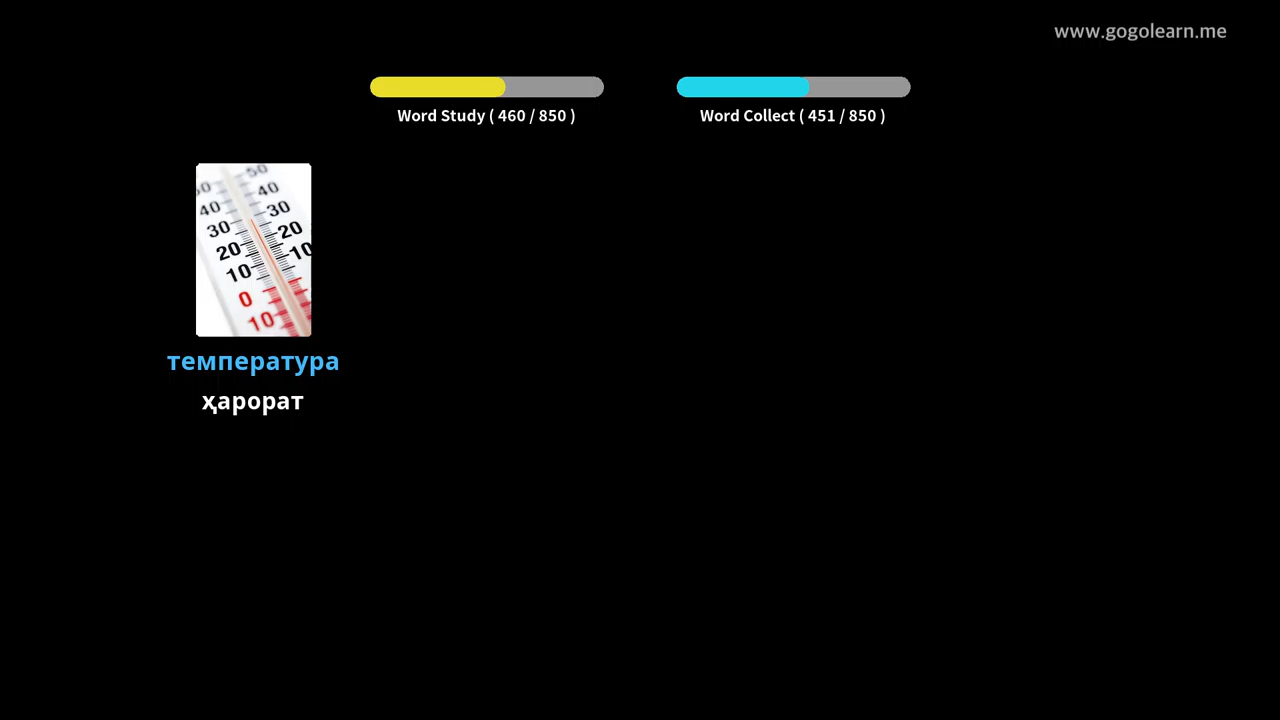 www.gogolearn.me
Word Study ( 460 / 850 )
Word Collect ( 451 / 850 )
50
40
40
30
30
20
20
10
10
0
10
температура
ҳарорат